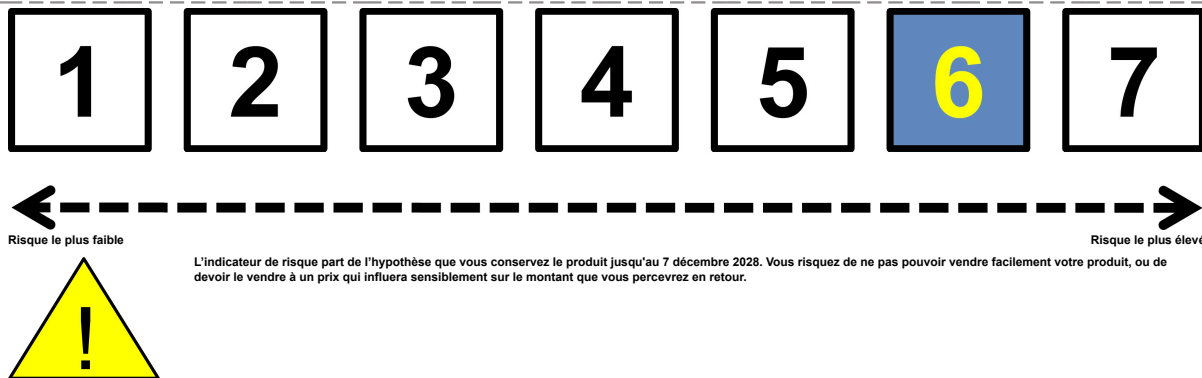 1 2 3 4 5 6 7
Risque le plus faible Risque le plus élevé
L'indicateur de risque part de l'hypothèse que vous conservez le produit jusqu'au 7 décembre 2028. Vous risquez de ne pas pouvoir vendre facilement votre produit, ou de
devoir le vendre à un prix qui influera sensiblement sur le montant que vous percevrez en retour.
!